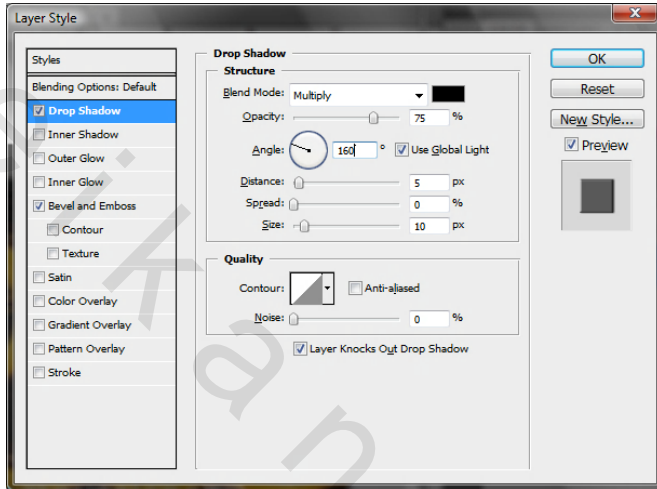 Layer Style
Styles
Blending Options: Default
Drop Shadow
Inner Shadow
Outer Glow
Inner Glow
Bevel and Emboss
Contour
Texture
Satin
Color Overlay
Gradient Overlay
Pattern Overlay
Stroke
Drop Shadow
Structure
Blend Mode: Multiply
Opacity: 75 %
Angle: 160 ° Use Global Light
Distance: 5 px
Spread: 0 %
Size: 10 px
Quality
Contour: Anti-aliased
Noise: 0 %
Layer Knocks Out Drop Shadow
OK
Reset
New Style...
Preview